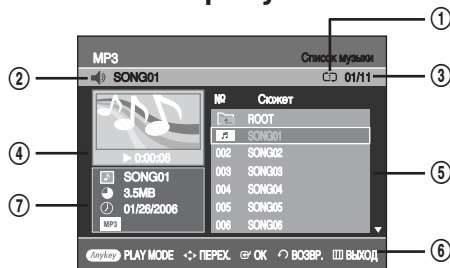 ①
MP3 Список музыки
② SONG01 01/11 ③
№ Сюжет
ROOT
SONG01
④ 0:00:06 002 SONG02
SONG01 003 SONG03 ⑤
3.5MB 004 SONG04
⑦ 01/26/2006 005 SONG05
MP3 006 SONG06
Anykey PLAY MODE ПЕРЕХ. OK ВОЗВР. ВЫХОД ⑥